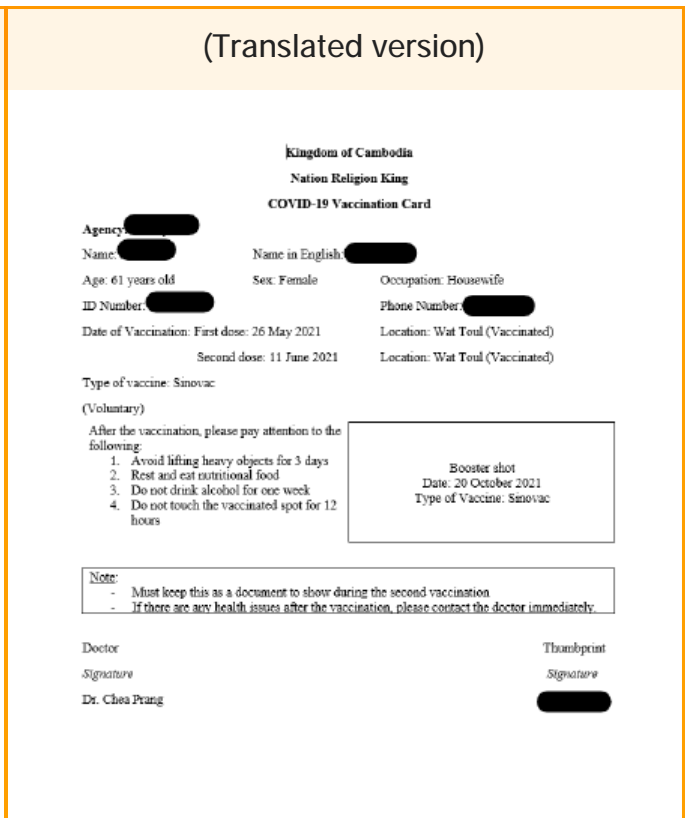 (Translated version)
Kingdom of Cambodia
Nation Religion King
COVID-19 Vaccination Card
Agency:
Name: Name in English:
Age: 61 years old Sex: Female Occupation: Housewife
ID Number: Phone Number:
Date of Vaccination: First dose: 26 May 2021 Location: Wat Toul (Vaccinated)
Second dose: 11 June 2021 Location: Wat Toul (Vaccinated)
Type of vaccine: Sinovac
(Voluntary)
After the vaccination, please pay attention to the
following:
1. Avoid lifting heavy objects for 3 days
2. Rest and eat nutritional food
3. Do not drink alcohol for one week
4. Do not touch the vaccinated spot for 12
hours
Booster shot
Date: 20 October 2021
Type of Vaccine: Sinovac
Note:
- Must keep this as a document to show during the second vaccination
- If there are any health issues after the vaccination, please contact the doctor immediately.
Doctor Thumbprint
Signature Signature
Dr. Chea Prang